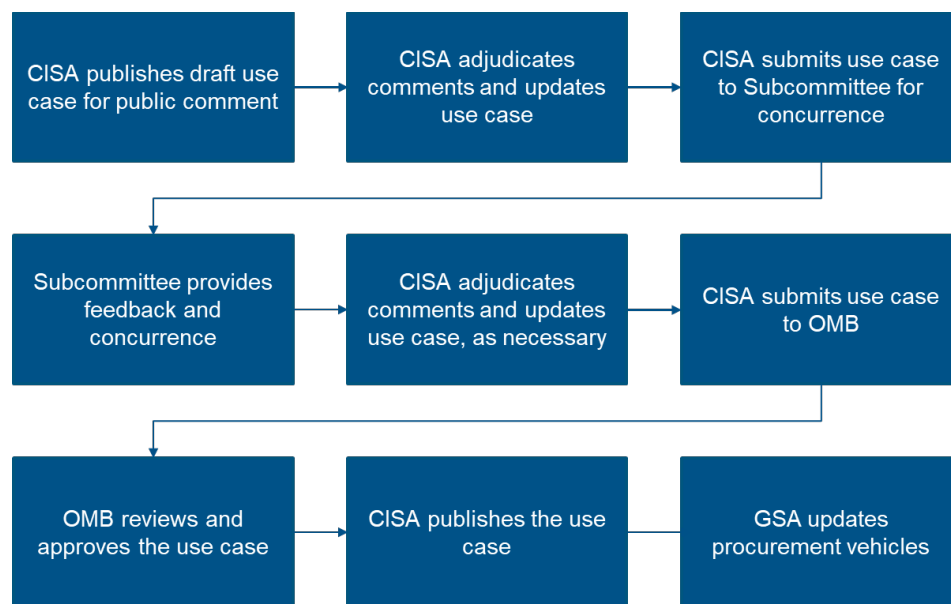 CISA publishes draft use
case for public comment
CISA adjudicates
comments and updates
use case
CISA submits use case
to Subcommittee for
concurrence
Subcommittee provides
feedback and
concurrence
CISA adjudicates
comments and updates
use case, as necessary
CISA submits use case
to OMB
OMB reviews and
approves the use case
CISA publishes the use
case
GSA updates
procurement vehicles